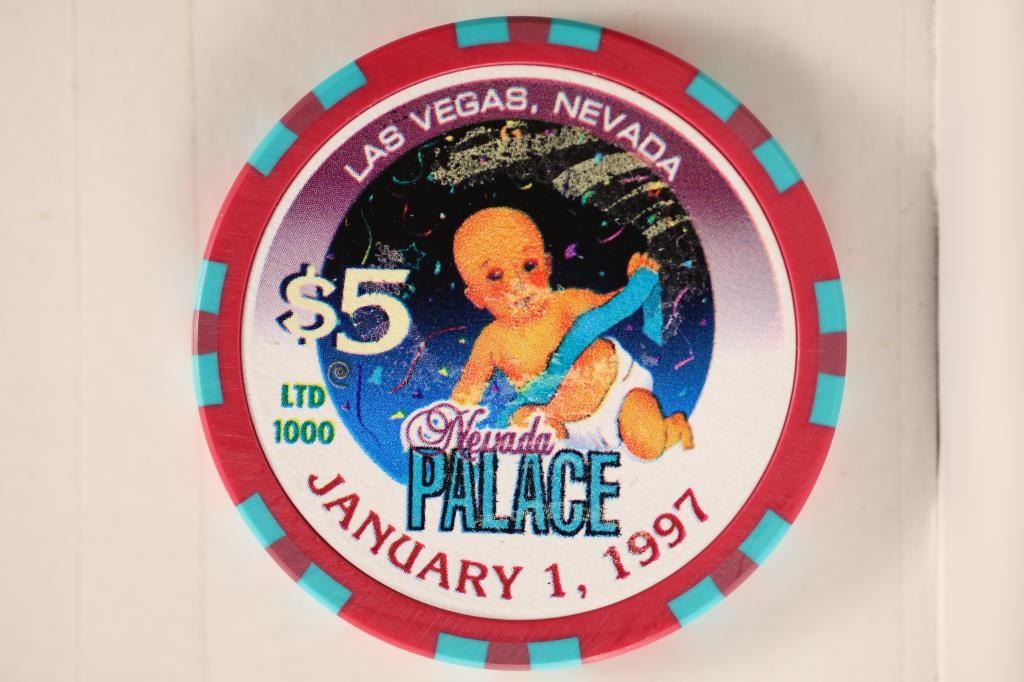 LAS VEGAS, NEVADA
$5
LTD
1000
Nevada
PALACE
JANUARY 1, 1997